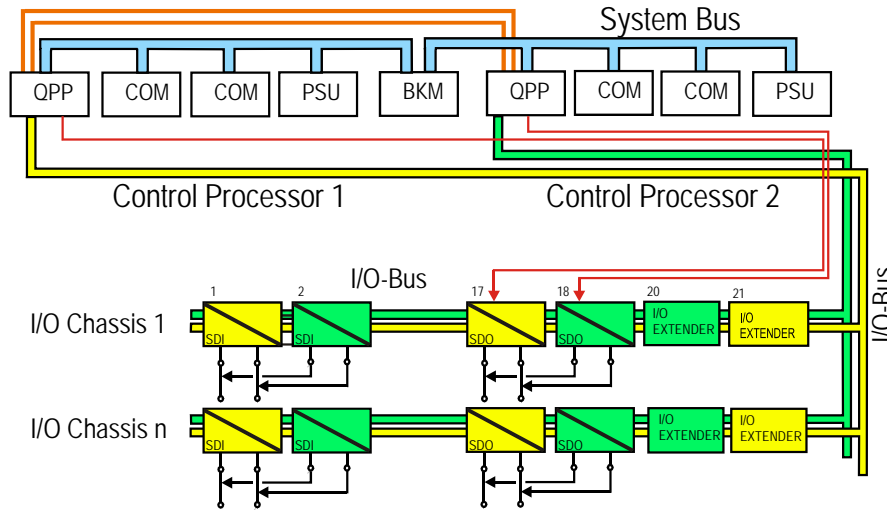 System Bus
QPP COM COM PSU BKM QPP COM COM PSU
Control Processor 1 Control Processor 2
I/O-Bus
I/O-Bus
1 2 17 18 20 21
I/O Chassis 1
SDI SDI SDO SDO
I/O
EXTENDER
I/O
EXTENDER
I/O Chassis n
SDI SDI SDO SDO
I/O
EXTENDER
I/O
EXTENDER